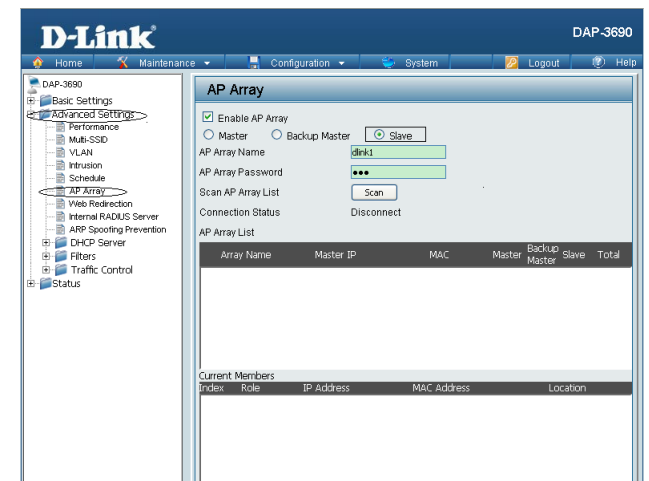 D-Link
DAP-3690
Home Maintenance Configuration System Logout Help
DAP-3690
Basic Settings
Advanced Settings
Performance
Multi-SSID
VLAN
Intrusion
Schedule
AP Array
Web Redirection
Internal RADIUS Server
ARP Spoofing Prevention
DHCP Server
Filters
Traffic Control
Status
AP Array
Enable AP Array
Master Backup Master Slave
AP Array Name dlink1
AP Array Password •••
Scan AP Array List Scan
Connection Status Disconnect
AP Array List
Array Name Master IP MAC Master Backup Master Slave Total
Current Members
Index Role IP Address MAC Address Location